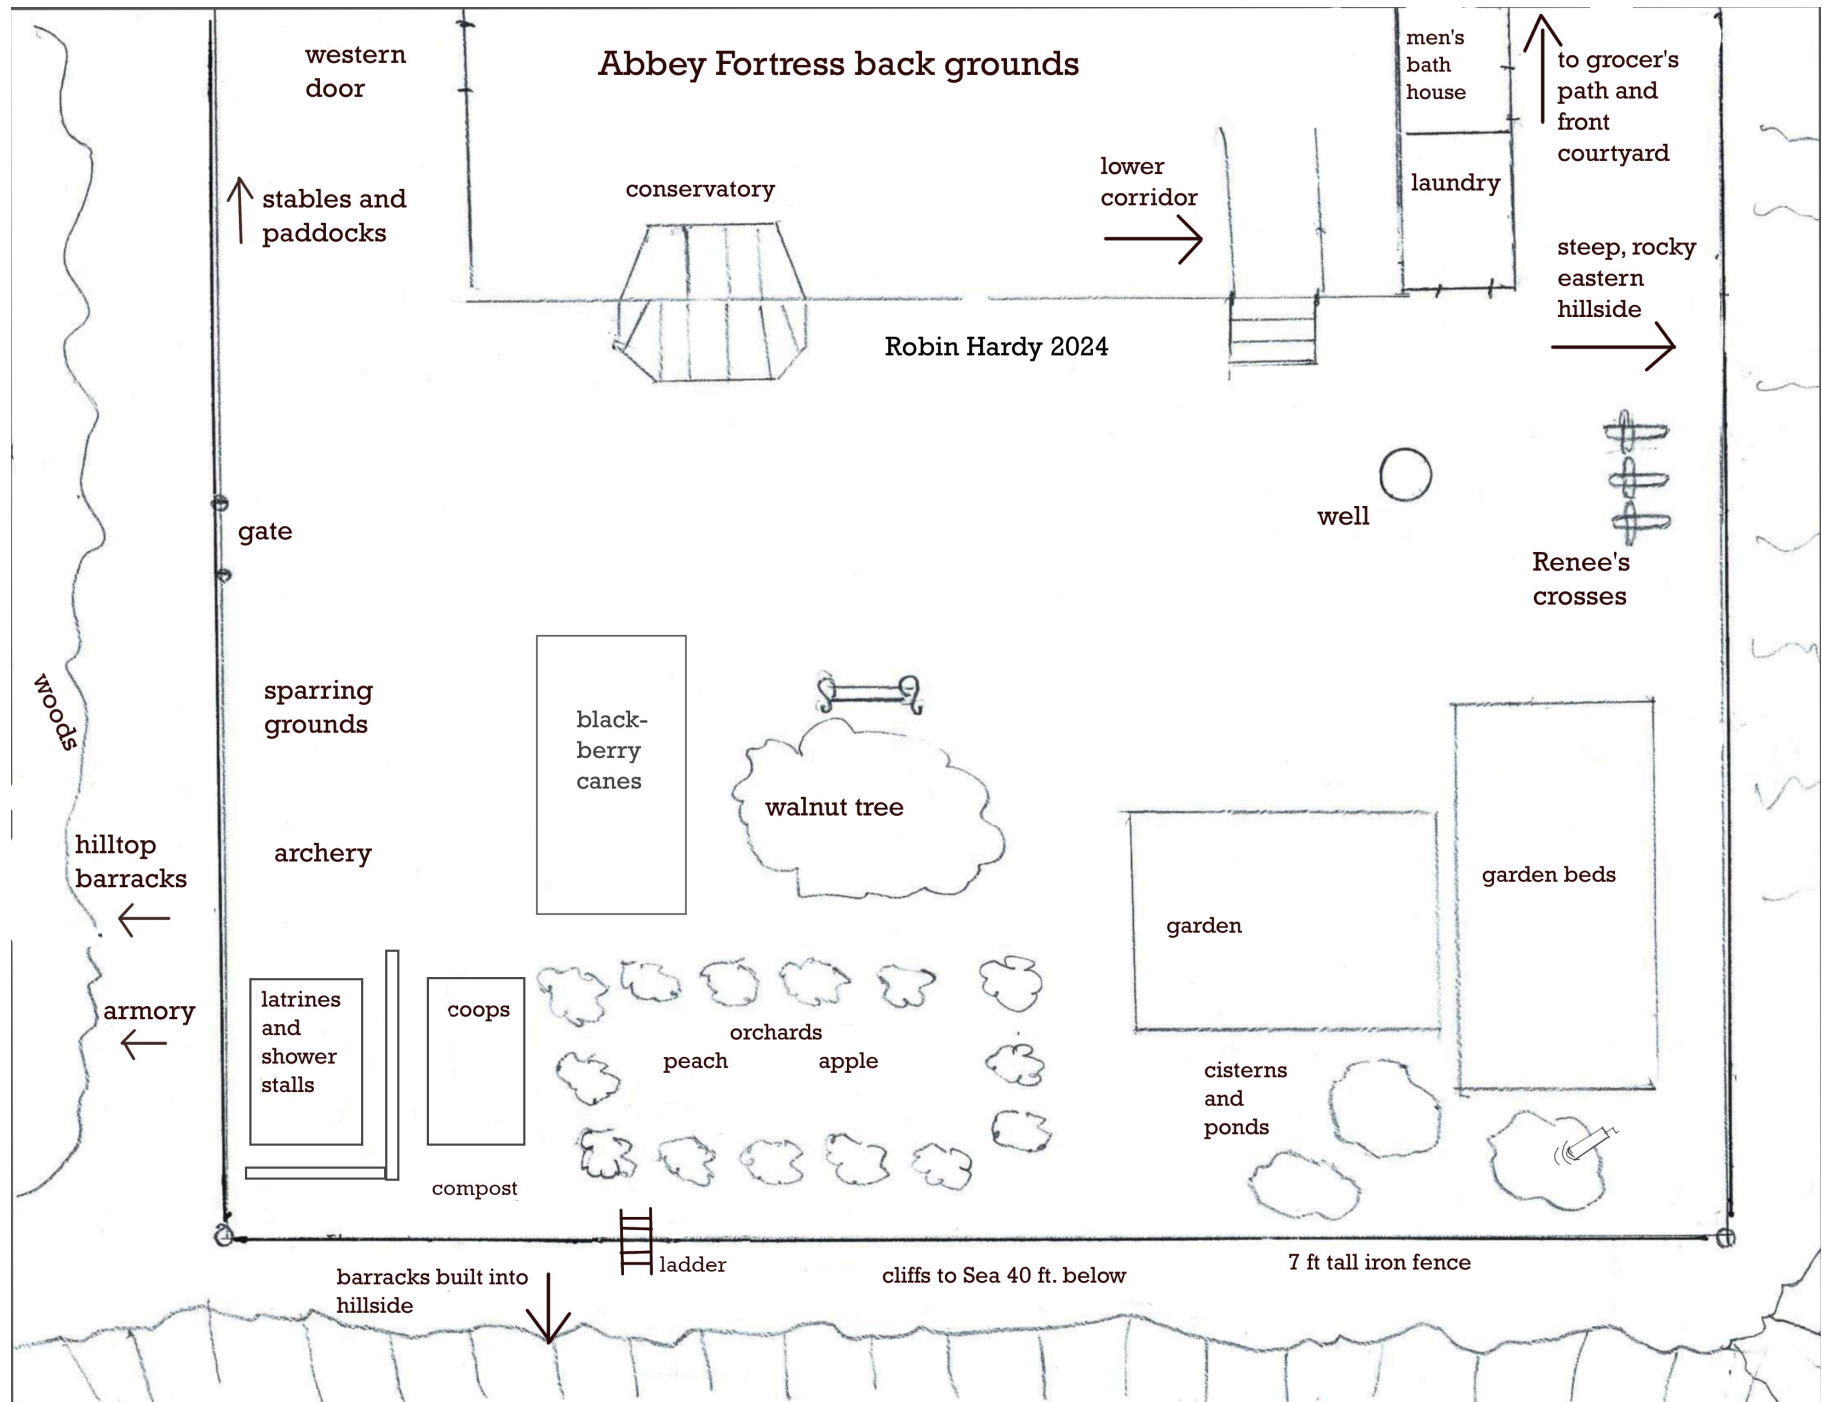 Abbey Fortress back grounds
western
door
men's
bath
house
to grocer's
path and
front
courtyard
stables and
paddocks
conservatory
lower
corridor
laundry
steep, rocky
eastern
hillside
Robin Hardy 2024
gate
well
Renee's
crosses
woods
sparring
grounds
black-
berry
canes
walnut tree
hilltop
barracks
archery
garden
garden beds
armory
latrines
and
shower
stalls
coops
orchards
peach
apple
cisterns
and
ponds
compost
ladder
barracks built into
hillside
cliffs to Sea 40 ft. below
7 ft tall iron fence